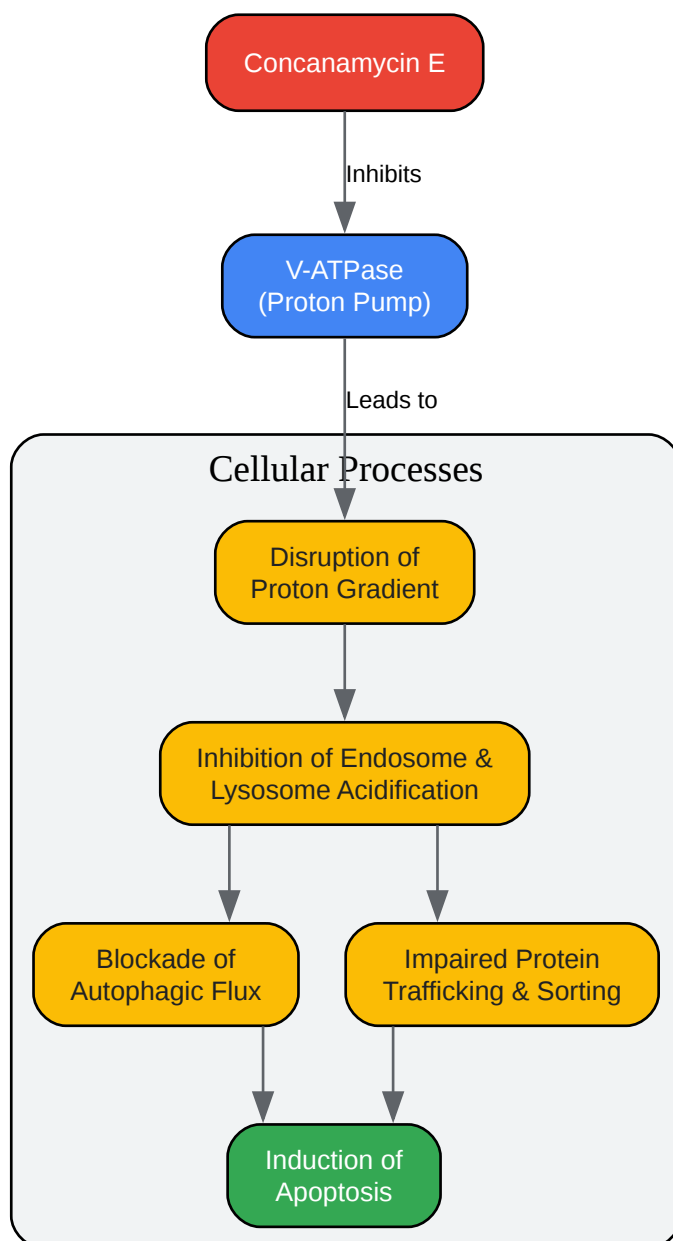 Concanamycin E
Inhibits
V-ATPase
(Proton Pump)
Leads to
Cellular Processes
Disruption of
Proton Gradient
Inhibition of Endosome &
Lysosome Acidification
Blockade of
Autophagic Flux
Impaired Protein
Trafficking & Sorting
Induction of
Apoptosis